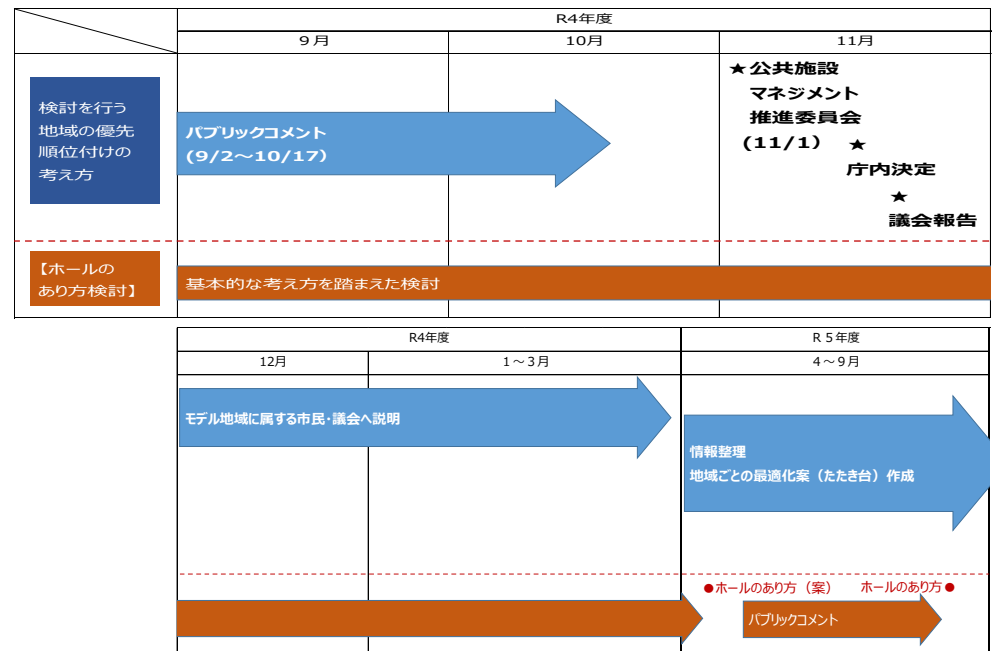 R4年度
9月
10月
11月
検討を行う
地域の優先
順位付けの
考え方
パブリックコメント
(9/2～10/17)
★公共施設
マネジメント
推進委員会
(11/1) ★
庁内決定
★
議会報告
【ホールの
あり方検討】
基本的な考え方を踏まえた検討
R4年度
R５年度
12月
1～3月
4～9月
モデル地域に属する市民・議会へ説明
情報整理
地域ごとの最適化案（たたき台）作成
●ホールのあり方（案）
ホールのあり方●
パブリックコメント